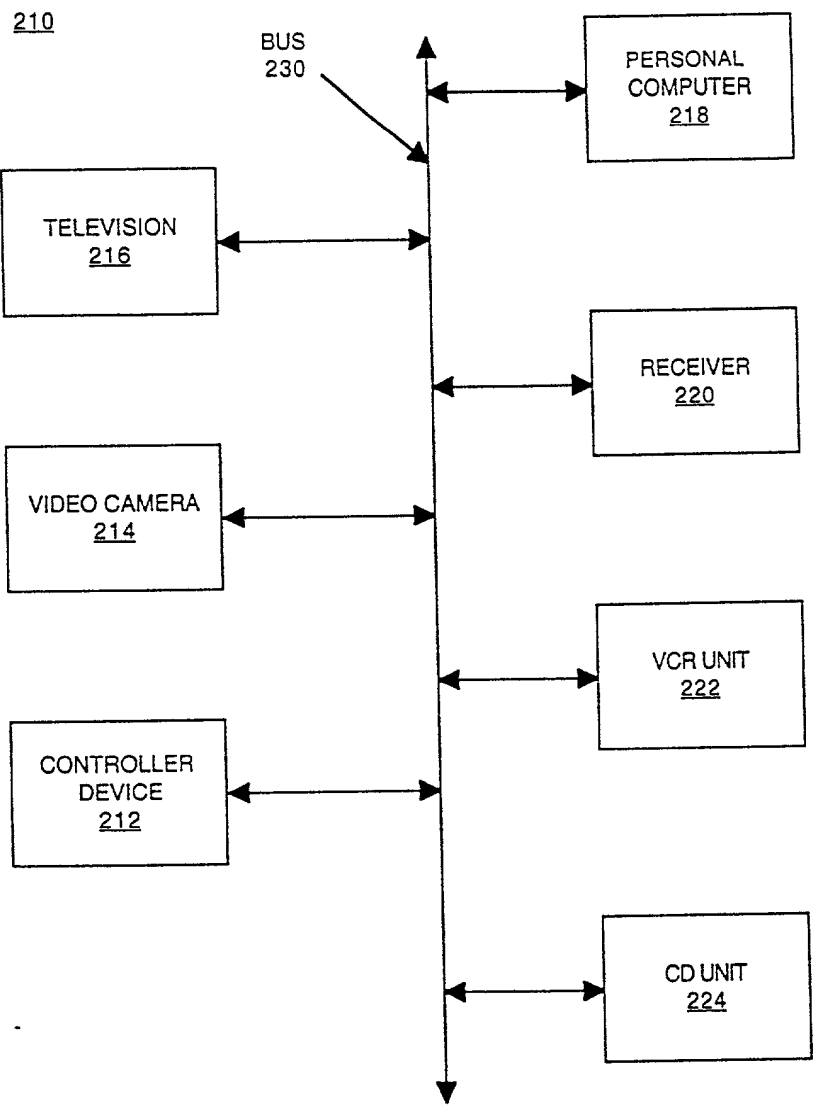 210
BUS
230
PERSONAL
COMPUTER
218
TELEVISION
216
RECEIVER
220
VIDEO CAMERA
214
VCR UNIT
222
CONTROLLER
DEVICE
212
CD UNIT
224